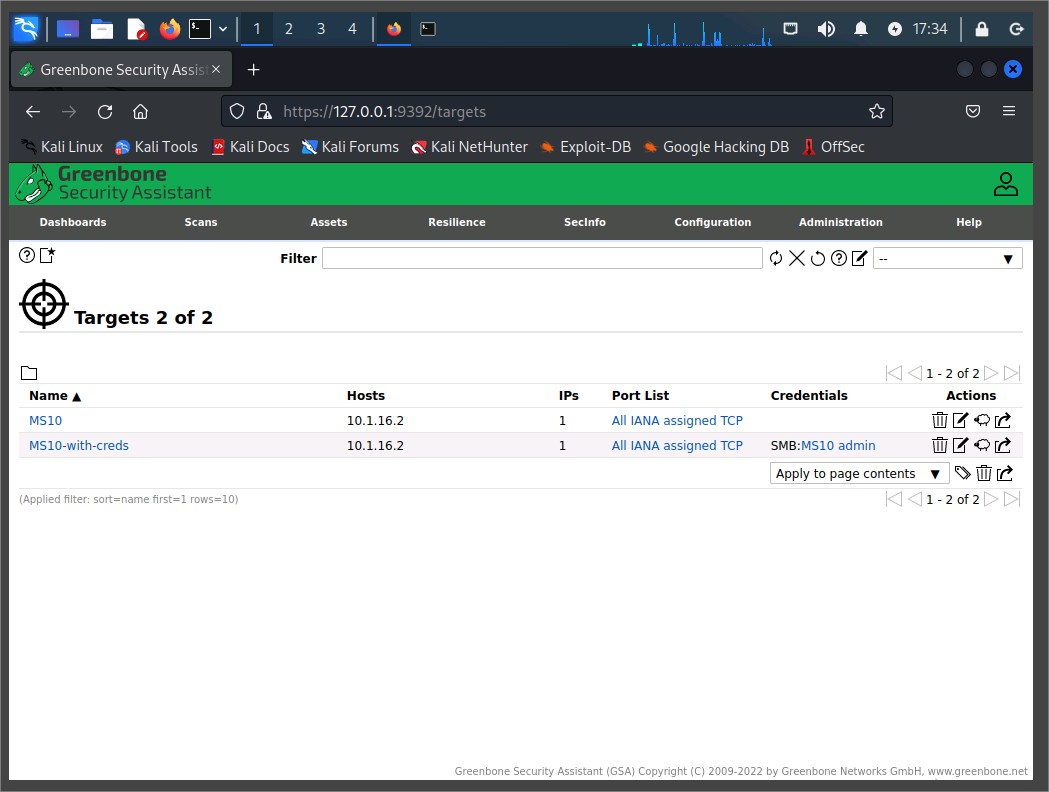 1 2 3 4 17:34
Greenbone Security Assist
https://127.0.0.1:9392/targets
Kali Linux Kali Tools Kali Docs Kali Forums Kali NetHunter Exploit-DB Google Hacking DB OffSec
Greenbone
Security Assistant
Dashboards Scans Assets Resilience SecInfo Configuration Administration Help
Filter --
Targets 2 of 2
1 - 2 of 2
Name ▲ Hosts IPs Port List Credentials Actions
MS10 10.1.16.2 1 All IANA assigned TCP
MS10-with-creds 10.1.16.2 1 All IANA assigned TCP SMB:MS10 admin
Apply to page contents ▼
(Applied filter: sort=name first=1 rows=10) 1 - 2 of 2
Greenbone Security Assistant (GSA) Copyright (C) 2009-2022 by Greenbone Networks GmbH, www.greenbone.net